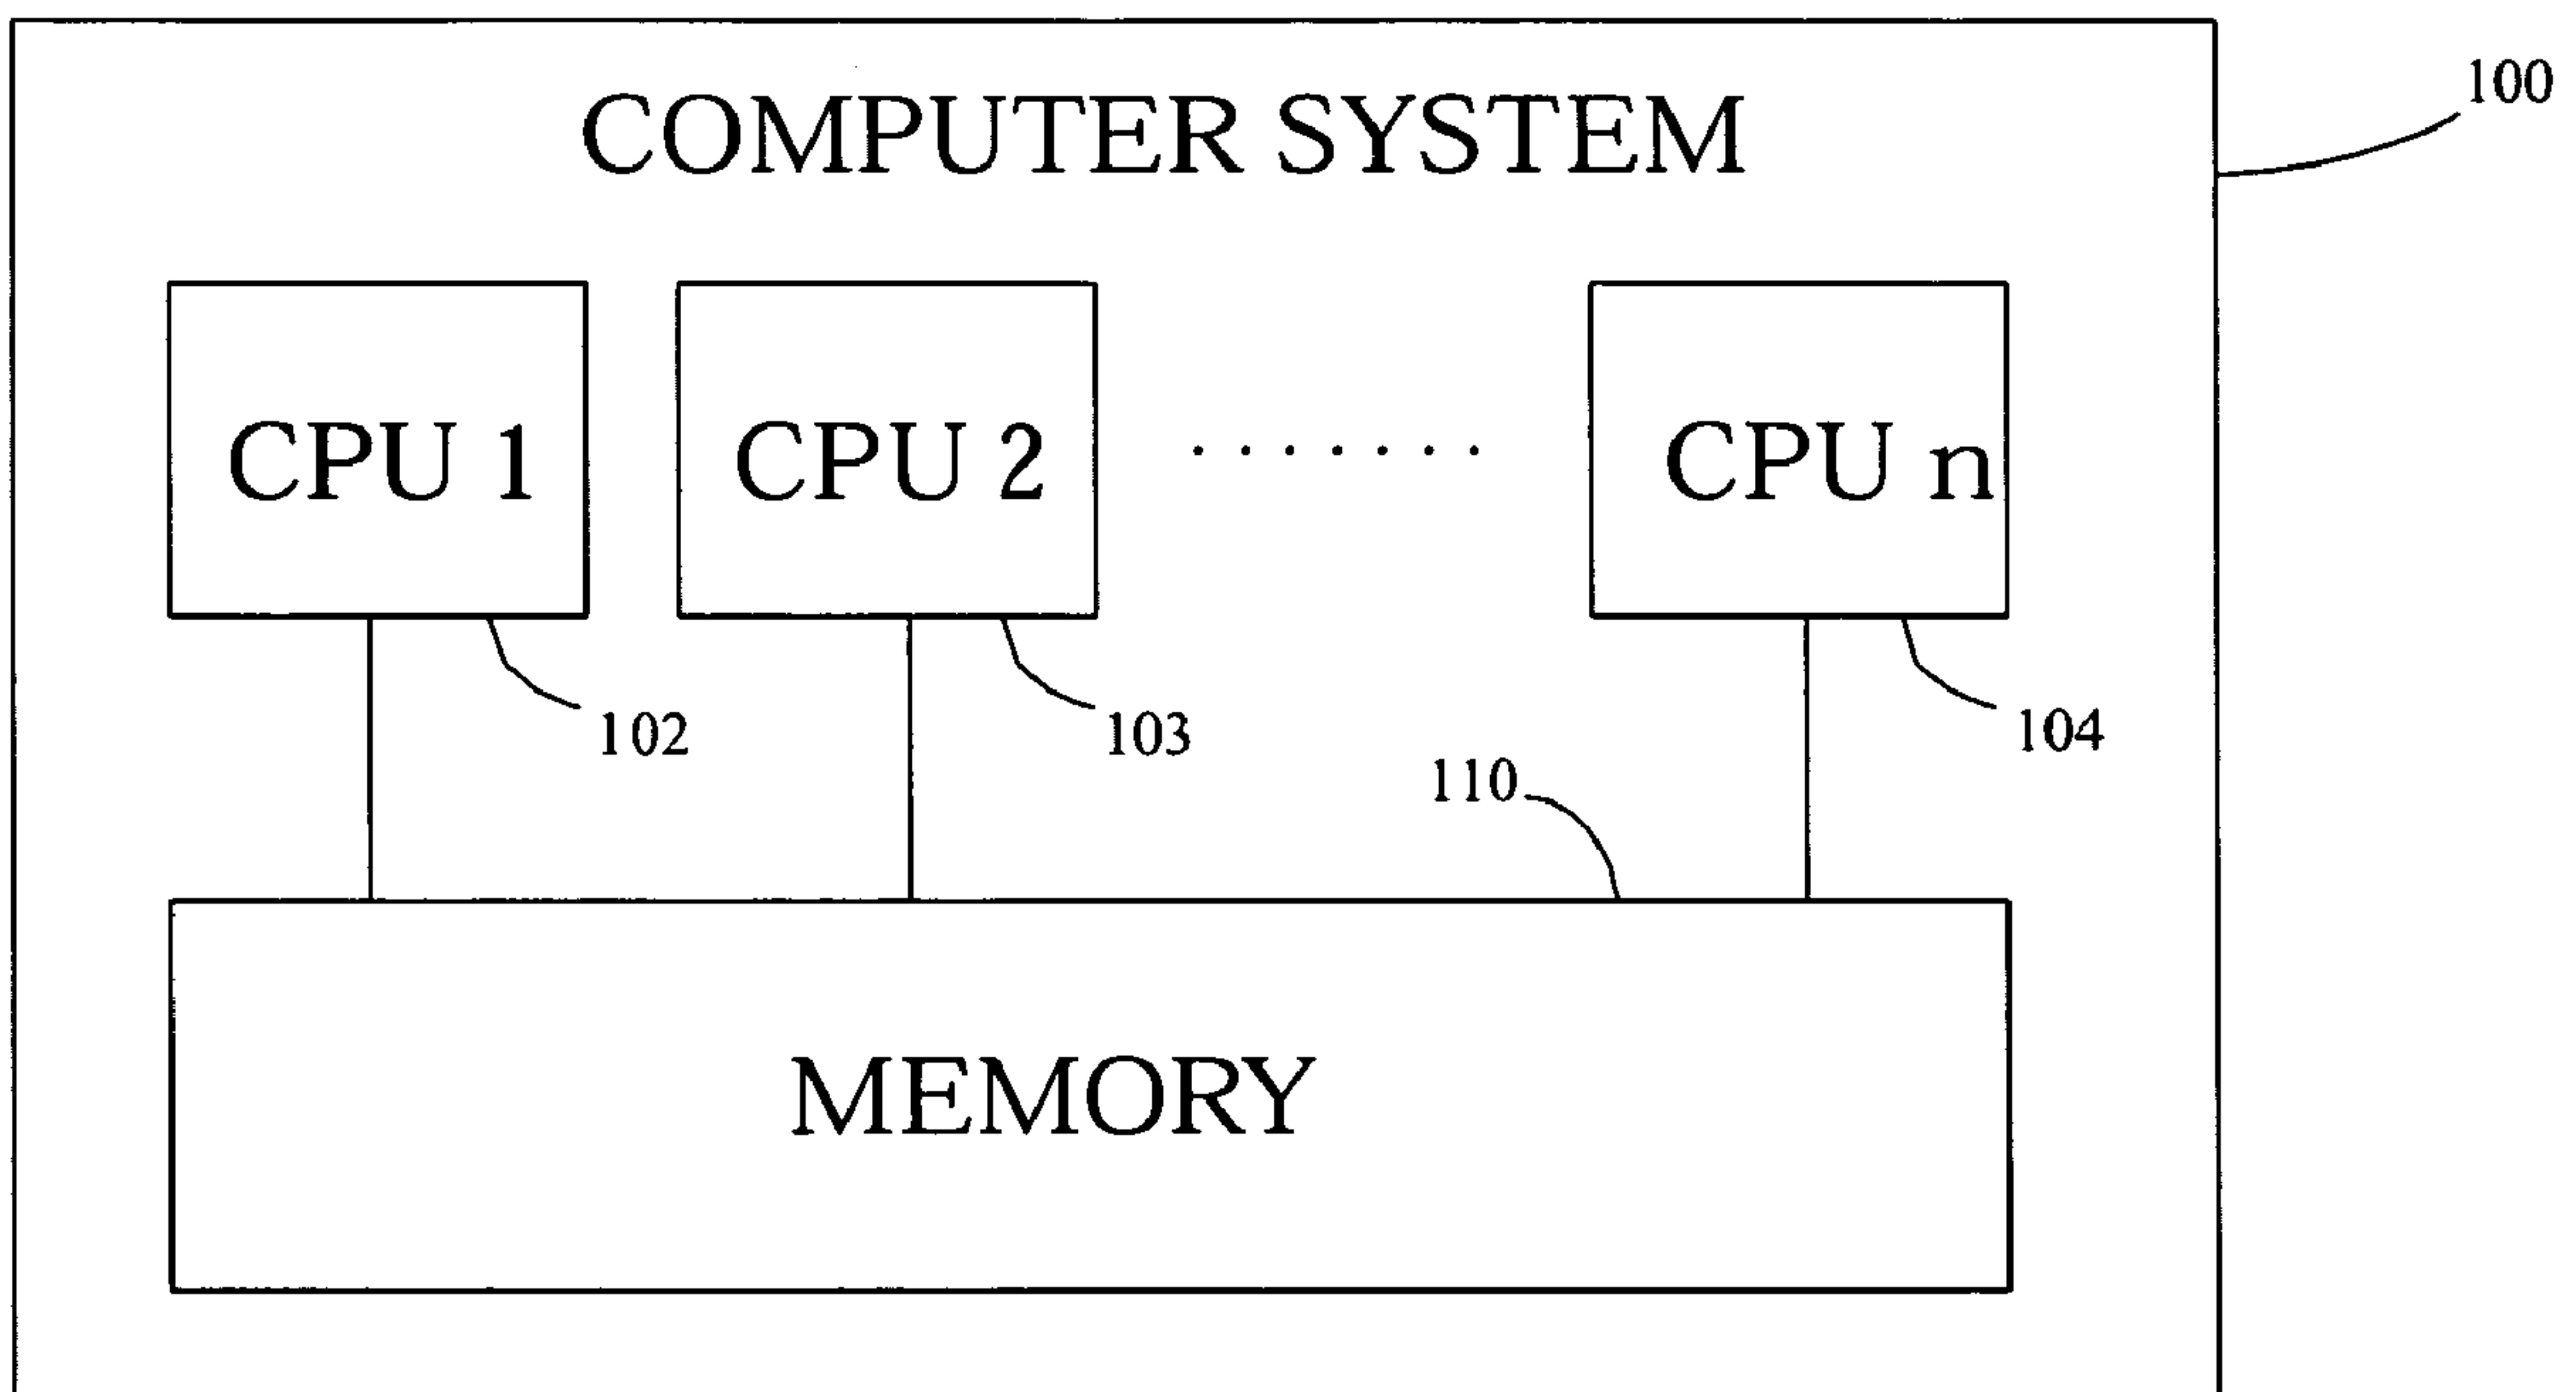 100
COMPUTER SYSTEM
CPU 1
CPU 2
.......
CPU n
102
103
104
110
MEMORY